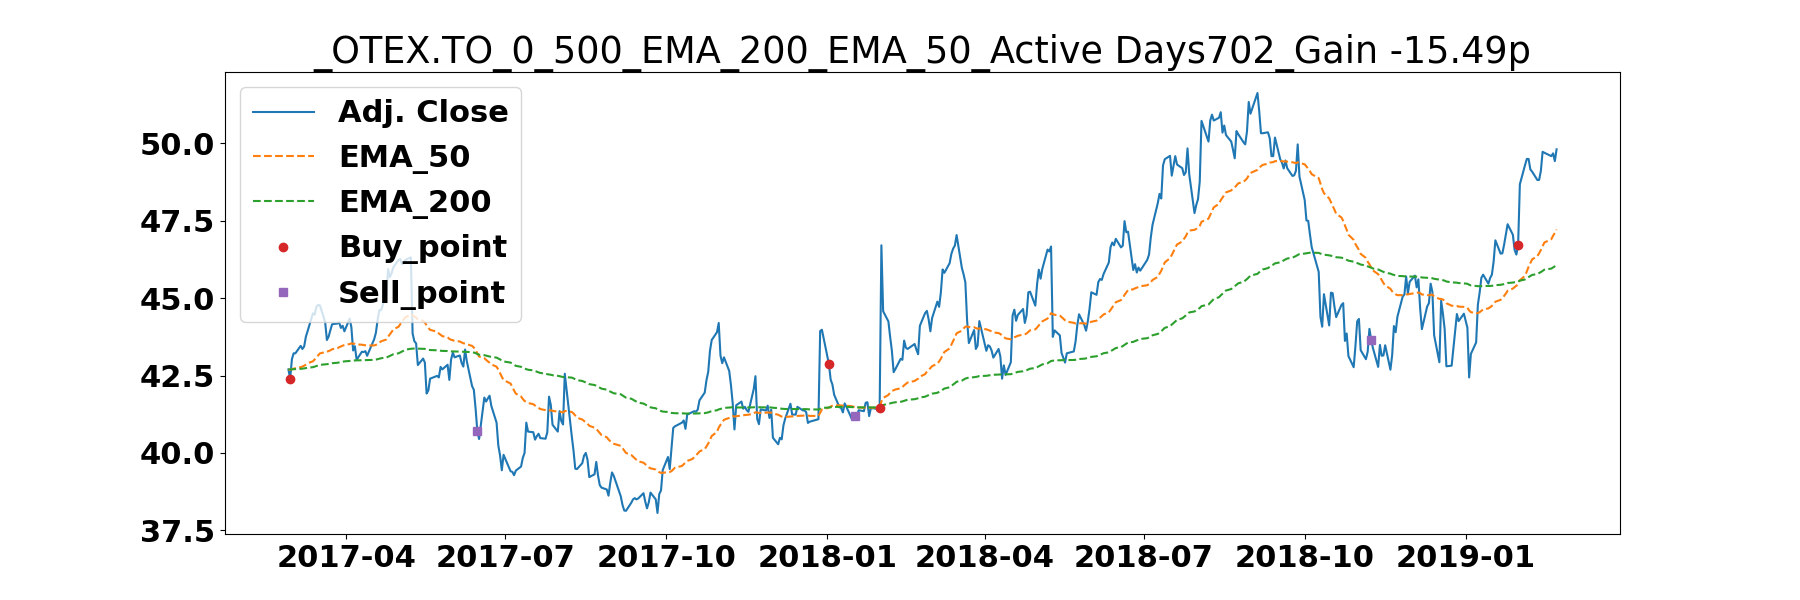 _OTEX.TO_0_500_EMA_200_EMA_50_Active Days702_Gain -15.49p
Adj. Close
EMA_50
EMA_200
Buy_point
Sell_point
50.0
47.5
45.0
42.5
40.0
37.5
2017-04 2017-07 2017-10 2018-01 2018-04 2018-07 2018-10 2019-01